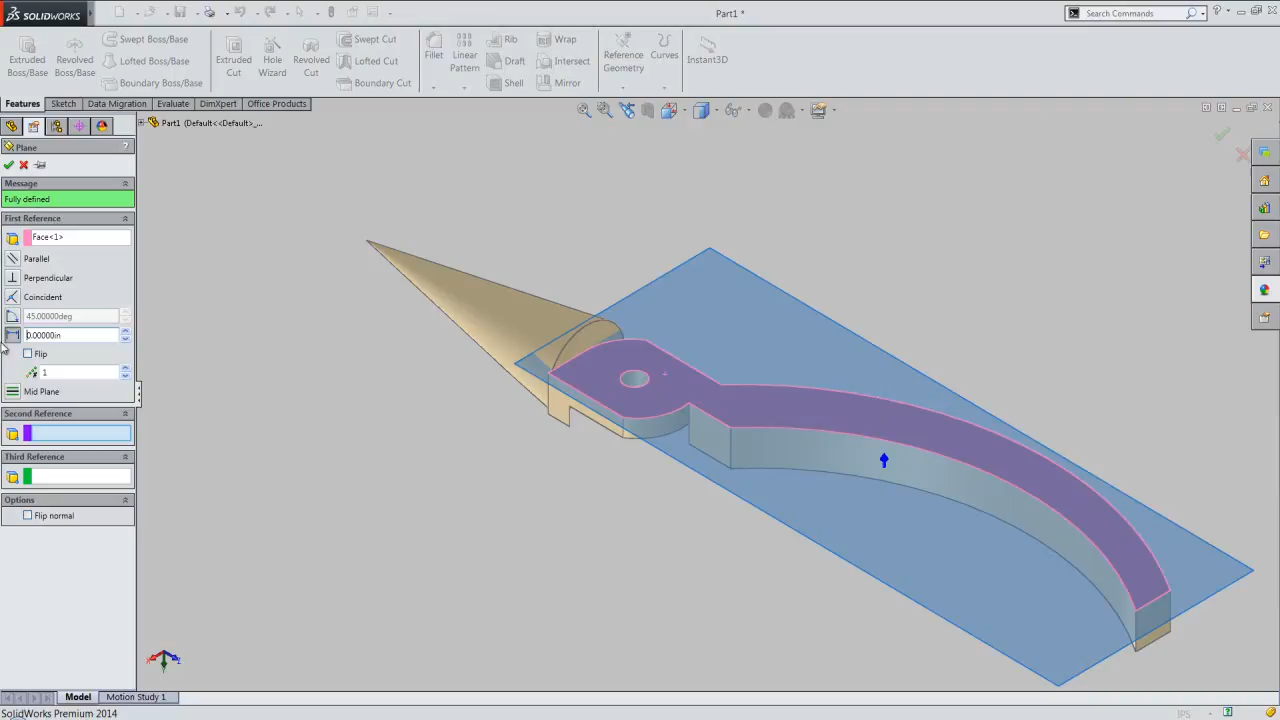 SOLIDWORKS
Part1 *
Search Commands
Extruded Boss/Base
Revolved Boss/Base
Swept Boss/Base
Lofted Boss/Base
Boundary Boss/Base
Extruded Cut
Hole Wizard
Revolved Cut
Swept Cut
Lofted Cut
Boundary Cut
Fillet
Linear Pattern
Rib
Draft
Shell
Wrap
Intersect
Mirror
Reference Geometry
Curves
Instant3D
Features
Sketch
Data Migration
Evaluate
DimXpert
Office Products
Part1 (Default<<Default>_...
Plane
?
Message
Fully defined
First Reference
Face<1>
Parallel
Perpendicular
Coincident
45.00000deg
0.00000in
Flip
1
Mid Plane
Second Reference
Third Reference
Options
Flip normal
Model
Motion Study 1
SolidWorks Premium 2014
IPS